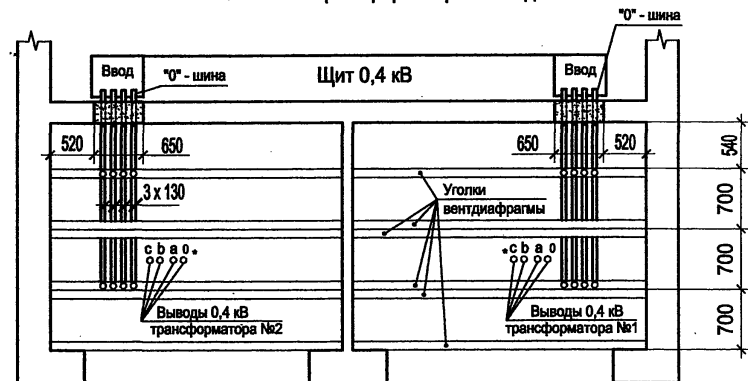 "0" - шина
Ввод
"0" - шина
Щит 0,4 кВ
Ввод
520
650
650
520
540
3 х 130
Уголки
вентдиафрагмы
700
c b a 0 *
* c b a 0
700
Выводы 0,4 кВ
трансформатора №2
Выводы 0,4 кВ
трансформатора №1
700